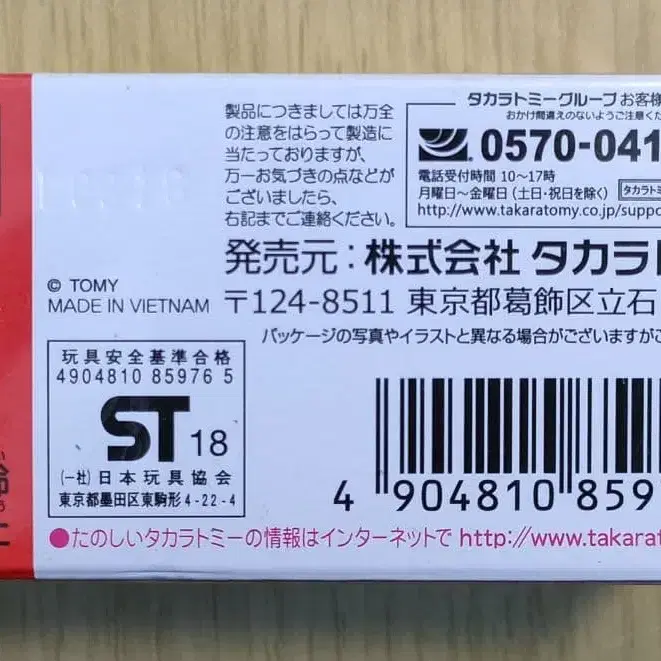 製品につきましては万全
の注意をはらって製造に
当たっておりますが、
万一お気づきの点などが
ございましたら、
右記までご連絡ください。
タカラトミーグループ お客様
おかけ間違えのないようご注意くだ
0570-041
電話受付時間 10〜17時
月曜日〜金曜日 (土日・祝日を除く)
タカラト
http://www.takaratomy.co.jp/suppo
発売元:株式会社 タカラト
〒124-8511 東京都葛飾区立石
パッケージの写真やイラストと異なる場合がございますがご
© TOMY
MADE IN VIETNAM
玩具安全基準合格
4904810 85976 5
ST 18
(一社)日本玩具協会
東京都墨田区東駒形 4-22-4
4 904810 859
●たのしいタカラトミーの情報はインターネットで http://www.takarat